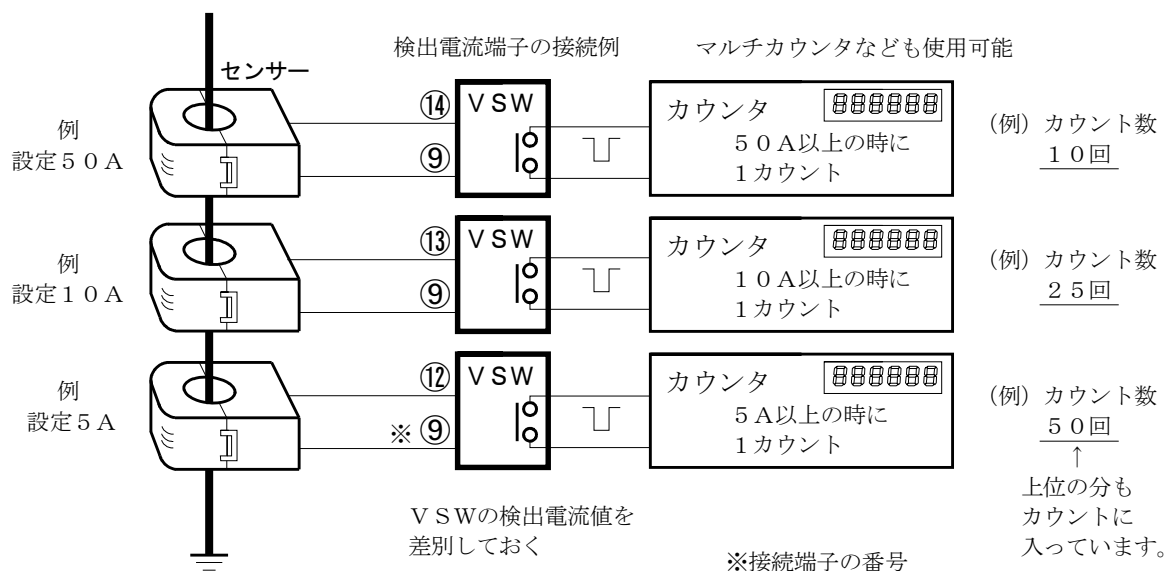 検出電流端子の接続例
マルチカウンタなども使用可能
センサー
例
設定５０Ａ
⑭
⑨
ＶＳＷ
カウンタ
888888
５０Ａ以上の時に
１カウント
（例）カウント数
１０回
例
設定１０Ａ
⑬
⑨
ＶＳＷ
カウンタ
888888
１０Ａ以上の時に
１カウント
（例）カウント数
２５回
例
設定５Ａ
⑫
※⑨
ＶＳＷ
カウンタ
888888
５Ａ以上の時に
１カウント
（例）カウント数
５０回
↑
上位の分も
カウントに
入っています。
ＶＳＷの検出電流値を
差別しておく
※接続端子の番号